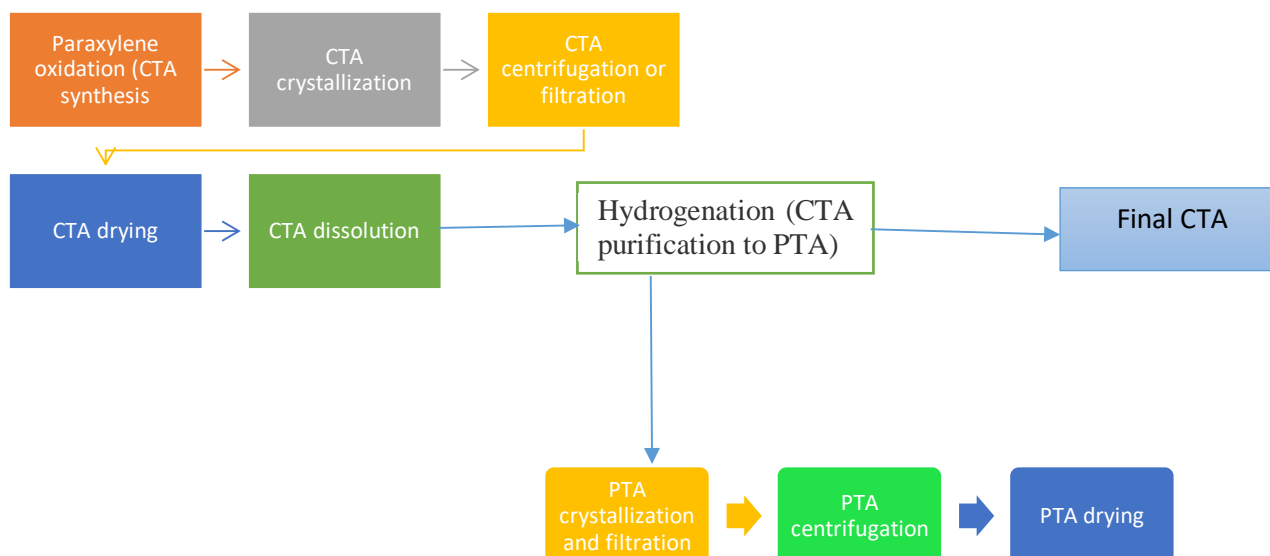 Paraxylene
oxidation (CTA
synthesis
CTA
crystallization
CTA
centrifugation or
filtration
CTA drying
CTA dissolution
Hydrogenation (CTA
purification to PTA)
Final CTA
PTA
crystallization
and filtration
PTA
centrifugation
PTA drying